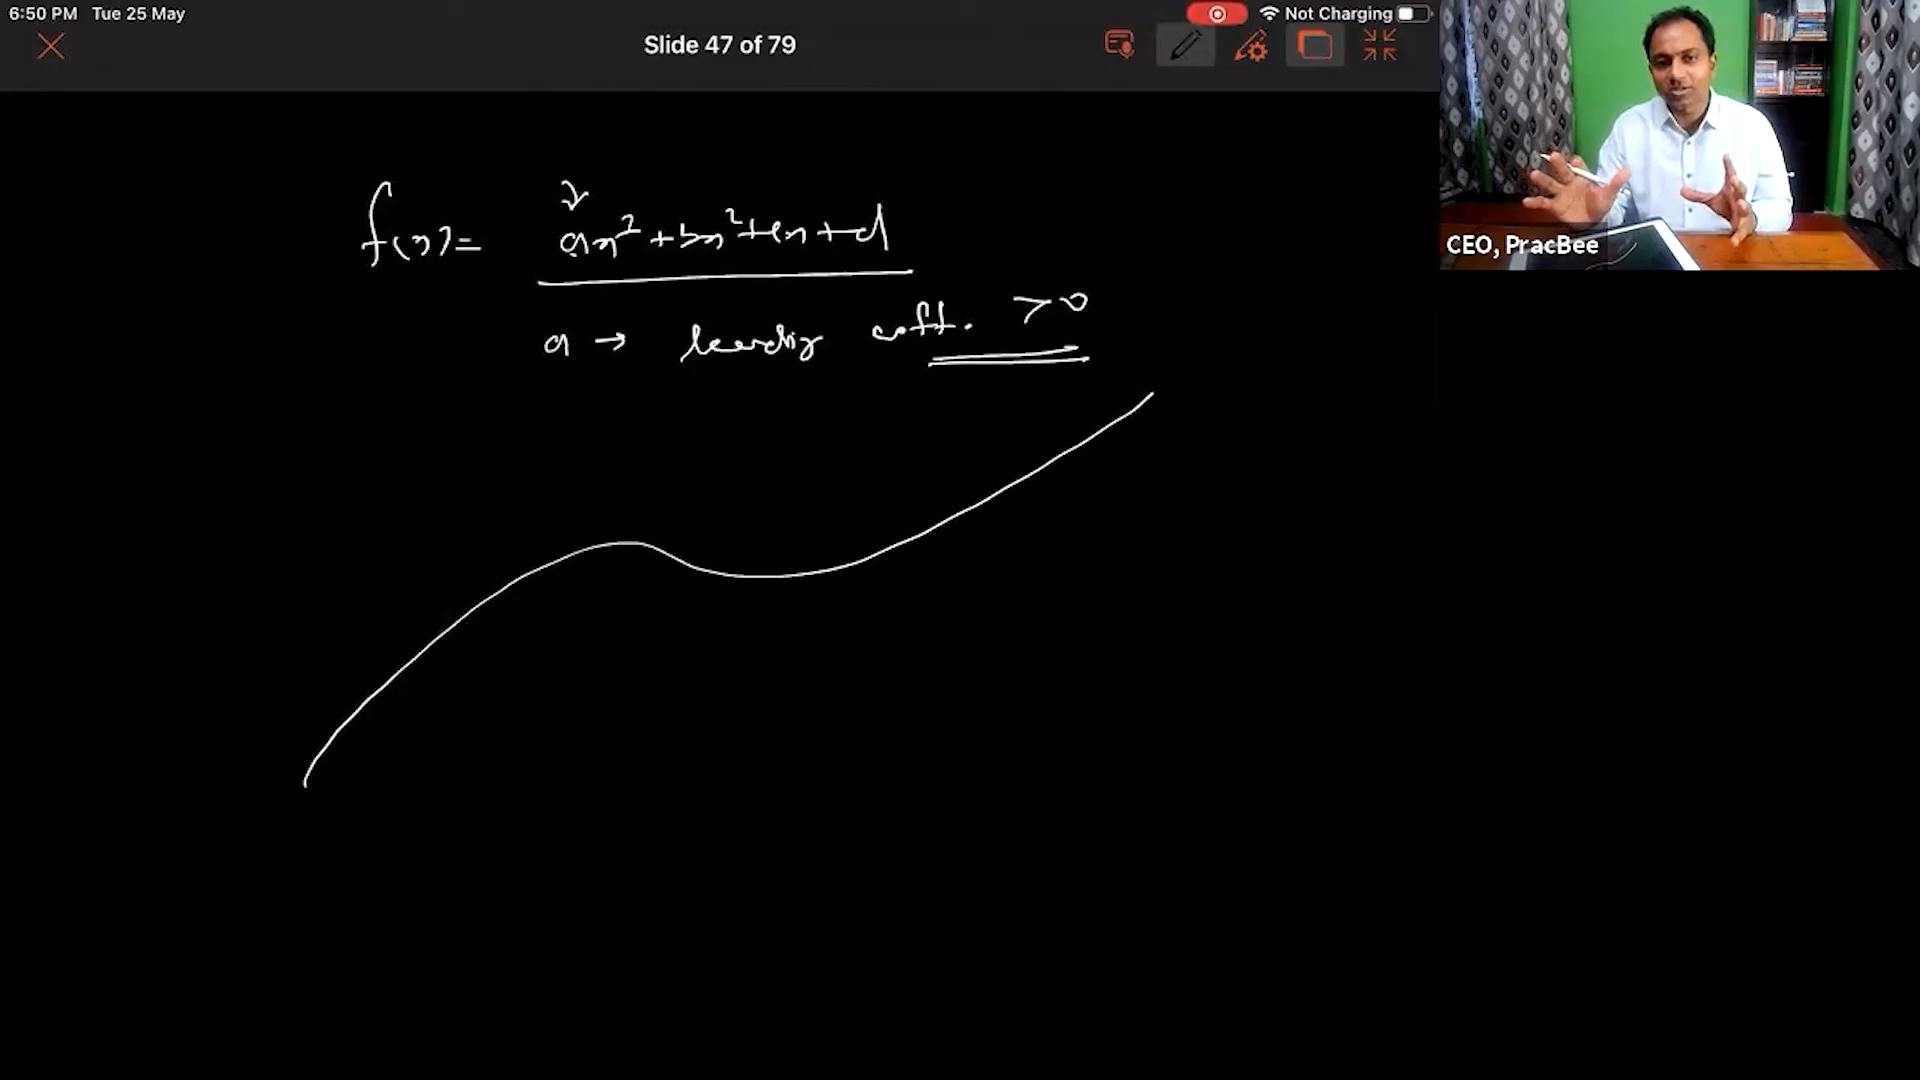 6:50 PM Tue 25 May
Not Charging
Slide 47 of 79
CEO, PracBee
f(x)= ax³+bx²+cx+d
a → leading coff. >0